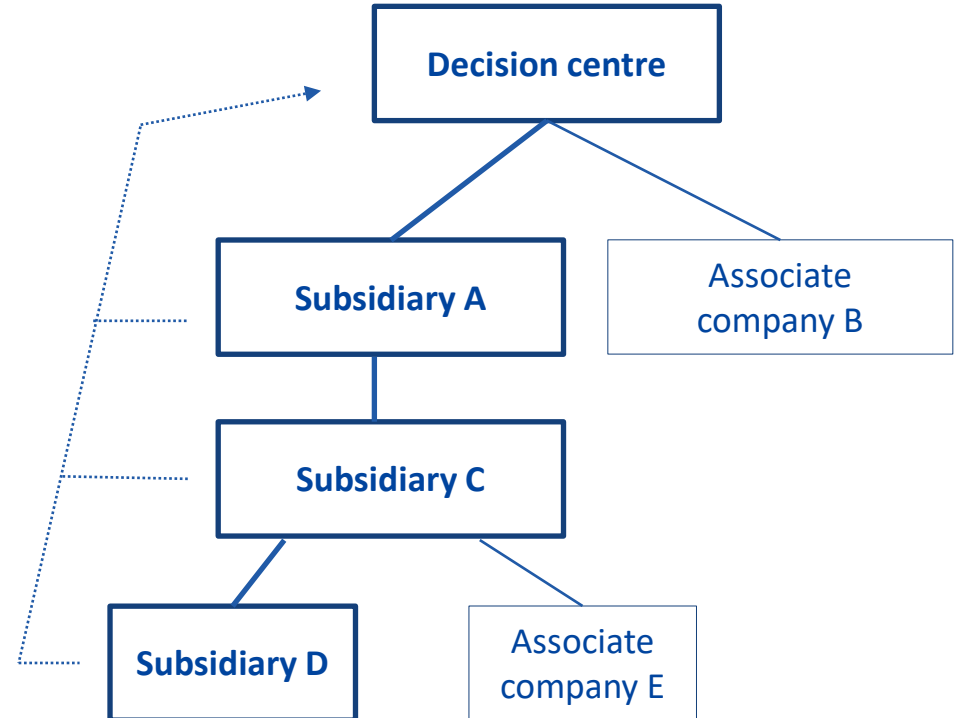 Decision centre
Subsidiary A
Associate
company B
Subsidiary C
Subsidiary D
Associate
company E